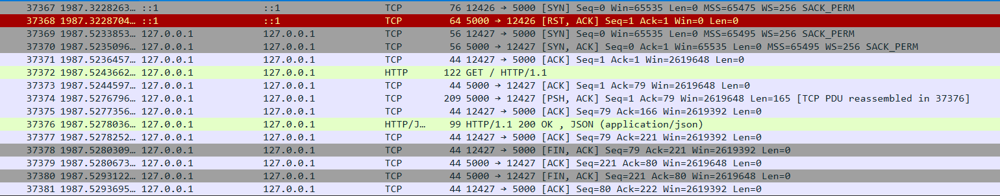 37367 1987.3228263… ::1 ::1 TCP 76 12426 → 5000 [SYN] Seq=0 Win=65535 Len=0 MSS=65475 WS=256 SACK_PERM
37368 1987.3228704… ::1 ::1 TCP 64 5000 → 12426 [RST, ACK] Seq=1 Ack=1 Win=0 Len=0
37369 1987.5233853… 127.0.0.1 127.0.0.1 TCP 56 12427 → 5000 [SYN] Seq=0 Win=65535 Len=0 MSS=65495 WS=256 SACK_PERM
37370 1987.5235096… 127.0.0.1 127.0.0.1 TCP 56 5000 → 12427 [SYN, ACK] Seq=0 Ack=1 Win=65535 Len=0 MSS=65495 WS=256 SACK_PERM
37371 1987.5236457… 127.0.0.1 127.0.0.1 TCP 44 12427 → 5000 [ACK] Seq=1 Ack=1 Win=2619648 Len=0
37372 1987.5243662… 127.0.0.1 127.0.0.1 HTTP 122 GET / HTTP/1.1
37373 1987.5244597… 127.0.0.1 127.0.0.1 TCP 44 5000 → 12427 [ACK] Seq=1 Ack=79 Win=2619648 Len=0
37374 1987.5276796… 127.0.0.1 127.0.0.1 TCP 209 5000 → 12427 [PSH, ACK] Seq=1 Ack=79 Win=2619648 Len=165 [TCP PDU reassembled in 37376]
37375 1987.5277356… 127.0.0.1 127.0.0.1 TCP 44 12427 → 5000 [ACK] Seq=79 Ack=166 Win=2619392 Len=0
37376 1987.5278036… 127.0.0.1 127.0.0.1 HTTP/J… 99 HTTP/1.1 200 OK , JSON (application/json)
37377 1987.5278252… 127.0.0.1 127.0.0.1 TCP 44 12427 → 5000 [ACK] Seq=79 Ack=221 Win=2619392 Len=0
37378 1987.5280309… 127.0.0.1 127.0.0.1 TCP 44 12427 → 5000 [FIN, ACK] Seq=79 Ack=221 Win=2619392 Len=0
37379 1987.5280673… 127.0.0.1 127.0.0.1 TCP 44 5000 → 12427 [ACK] Seq=221 Ack=80 Win=2619648 Len=0
37380 1987.5293122… 127.0.0.1 127.0.0.1 TCP 44 5000 → 12427 [FIN, ACK] Seq=221 Ack=80 Win=2619648 Len=0
37381 1987.5293695… 127.0.0.1 127.0.0.1 TCP 44 12427 → 5000 [ACK] Seq=80 Ack=222 Win=2619392 Len=0